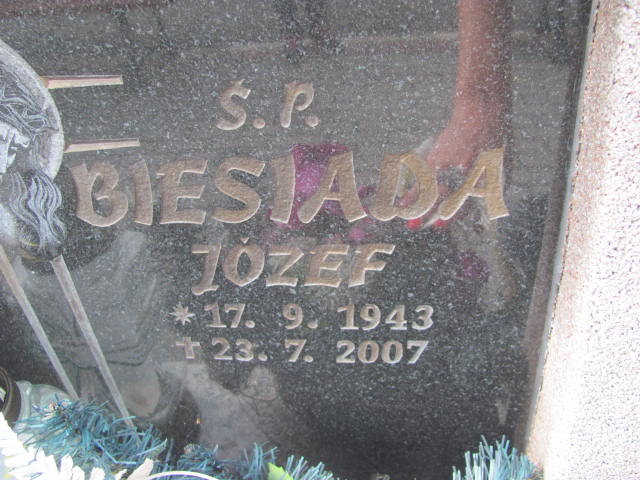 Ś.P.
BIESIADA
JÓZEF
* 17. 9. 1943
✝ 23. 7. 2007